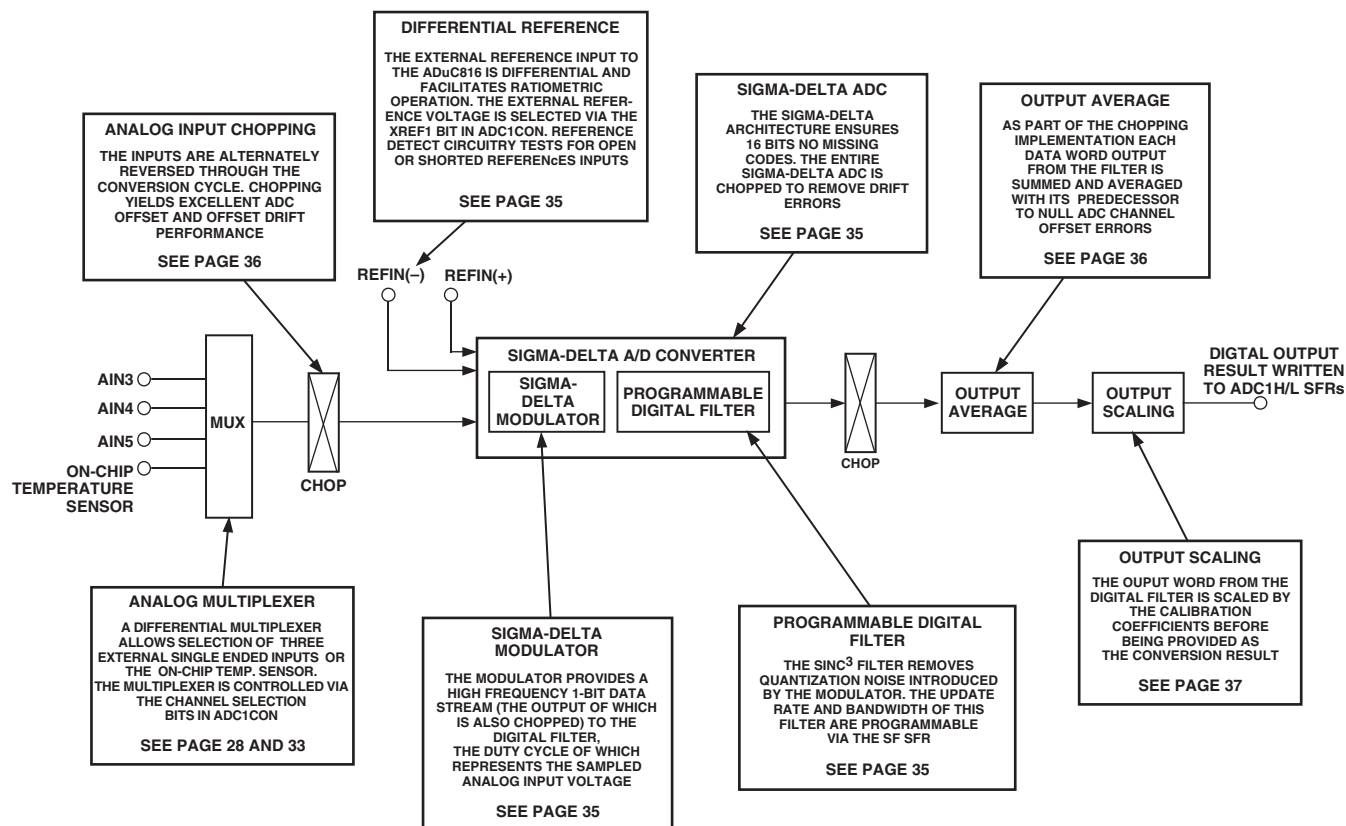 DIFFERENTIAL REFERENCE
THE EXTERNAL REFERENCE INPUT TO
THE ADuC816 IS DIFFERENTIAL AND
FACILITATES RATIOMETRIC
OPERATION. THE EXTERNAL REFER-
ENCE VOLTAGE IS SELECTED VIA THE
XREF1 BIT IN ADC1CON. REFERENCE
DETECT CIRCUITRY TESTS FOR OPEN
OR SHORTED REFERENcES INPUTS
SEE PAGE 35
SIGMA-DELTA ADC
THE SIGMA-DELTA
ARCHITECTURE ENSURES
16 BITS NO MISSING
CODES. THE ENTIRE
SIGMA-DELTA ADC IS
CHOPPED TO REMOVE DRIFT
ERRORS
SEE PAGE 35
OUTPUT AVERAGE
AS PART OF THE CHOPPING
IMPLEMENTATION EACH
DATA WORD OUTPUT
FROM THE FILTER IS
SUMMED AND AVERAGED
WITH ITS PREDECESSOR
TO NULL ADC CHANNEL
OFFSET ERRORS
SEE PAGE 36
ANALOG INPUT CHOPPING
THE INPUTS ARE ALTERNATELY
REVERSED THROUGH THE
CONVERSION CYCLE. CHOPPING
YIELDS EXCELLENT ADC
OFFSET AND OFFSET DRIFT
PERFORMANCE
SEE PAGE 36
REFIN(–) REFIN(+)
AIN3
AIN4
AIN5
ON-CHIP
TEMPERATURE
SENSOR
MUX
CHOP
SIGMA-DELTA A/D CONVERTER
SIGMA-
DELTA
MODULATOR
PROGRAMMABLE
DIGITAL FILTER
CHOP
OUTPUT
AVERAGE
OUTPUT
SCALING
DIGTAL OUTPUT
RESULT WRITTEN
TO ADC1H/L SFRs
ANALOG MULTIPLEXER
A DIFFERENTIAL MULTIPLEXER
ALLOWS SELECTION OF THREE
EXTERNAL SINGLE ENDED INPUTS OR
THE ON-CHIP TEMP. SENSOR.
THE MULTIPLEXER IS CONTROLLED VIA
THE CHANNEL SELECTION
BITS IN ADC1CON
SEE PAGE 28 AND 33
SIGMA-DELTA
MODULATOR
THE MODULATOR PROVIDES A
HIGH FREQUENCY 1-BIT DATA
STREAM (THE OUTPUT OF WHICH
IS ALSO CHOPPED) TO THE
DIGITAL FILTER,
THE DUTY CYCLE OF WHICH
REPRESENTS THE SAMPLED
ANALOG INPUT VOLTAGE
SEE PAGE 35
PROGRAMMABLE DIGITAL
FILTER
THE SINC³ FILTER REMOVES
QUANTIZATION NOISE INTRODUCED
BY THE MODULATOR. THE UPDATE
RATE AND BANDWIDTH OF THIS
FILTER ARE PROGRAMMABLE
VIA THE SF SFR
SEE PAGE 35
OUTPUT SCALING
THE OUPUT WORD FROM THE
DIGITAL FILTER IS SCALED BY
THE CALIBRATION
COEFFICIENTS BEFORE
BEING PROVIDED AS
THE CONVERSION RESULT
SEE PAGE 37